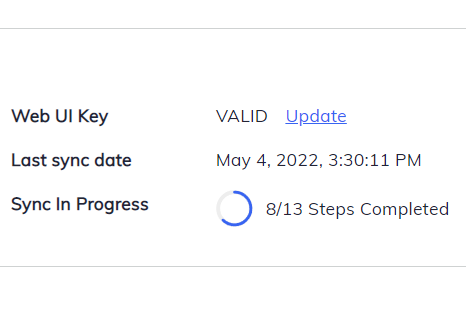 Web UI Key VALID Update
Last sync date May 4, 2022, 3:30:11 PM
Sync In Progress 8/13 Steps Completed